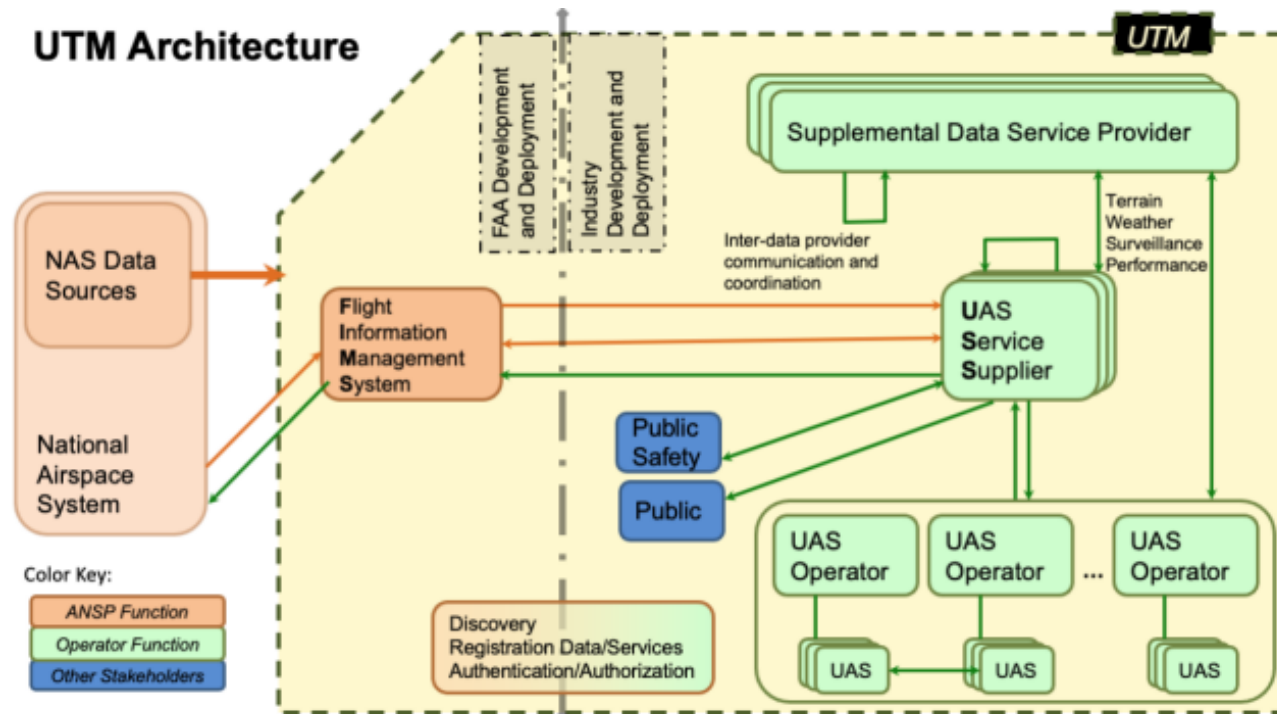 UTM Architecture
UTM
FAA Development
and Deployment
Industry
Development and
Deployment
Supplemental Data Service Provider
Inter-data provider
communication and
coordination
Terrain
Weather
Surveillance
Performance
NAS Data
Sources
National
Airspace
System
Flight
Information
Management
System
UAS
Service
Supplier
Public
Safety
Public
UAS
Operator
UAS
Operator
...
UAS
Operator
UAS
UAS
UAS
Discovery
Registration Data/Services
Authentication/Authorization
Color Key:
ANSP Function
Operator Function
Other Stakeholders